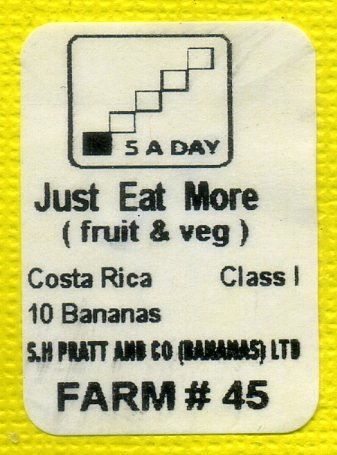 5 A DAY
Just Eat More
( fruit & veg )
Costa Rica Class I
10 Bananas
S.H PRATT AND CO (BANANAS) LTD
FARM # 45